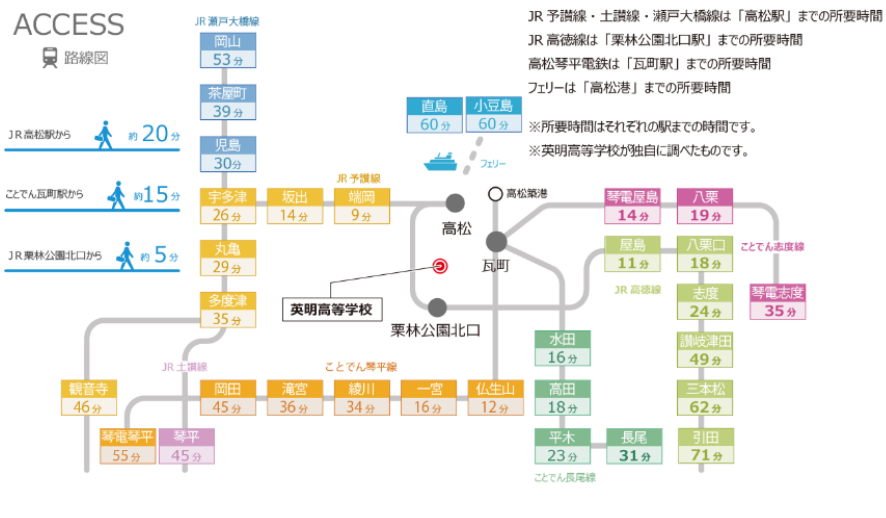 ACCESS
路線図
JR 予讃線・土讃線・瀬戸大橋線は「高松駅」までの所要時間
JR 高徳線は「栗林公園北口駅」までの所要時間
高松琴平電鉄は「瓦町駅」までの所要時間
フェリーは「高松港」までの所要時間
※所要時間はそれぞれの駅までの時間です。
※英明高等学校が独自に調べたものです。
JR高松駅から 約20分
ことでん瓦町駅から 約15分
JR栗林公園北口から 約5分
JR瀬戸大橋線
岡山
53分
茶屋町
39分
児島
30分
直島
60分
小豆島
60分
フェリー
JR予讃線
宇多津
26分
坂出
14分
端岡
9分
高松
高松築港
瓦町
琴電屋島
14分
八栗
19分
ことでん志度線
琴電志度
35分
丸亀
29分
多度津
35分
英明高等学校
栗林公園北口
屋島
11分
八栗口
18分
JR高徳線
志度
24分
讃岐津田
49分
三本松
62分
引田
71分
JR土讃線
ことでん琴平線
観音寺
46分
岡田
45分
滝宮
36分
綾川
34分
一宮
16分
仏生山
12分
琴電琴平
55分
琴平
45分
水田
16分
高田
18分
平木
23分
長尾
31分
ことでん長尾線